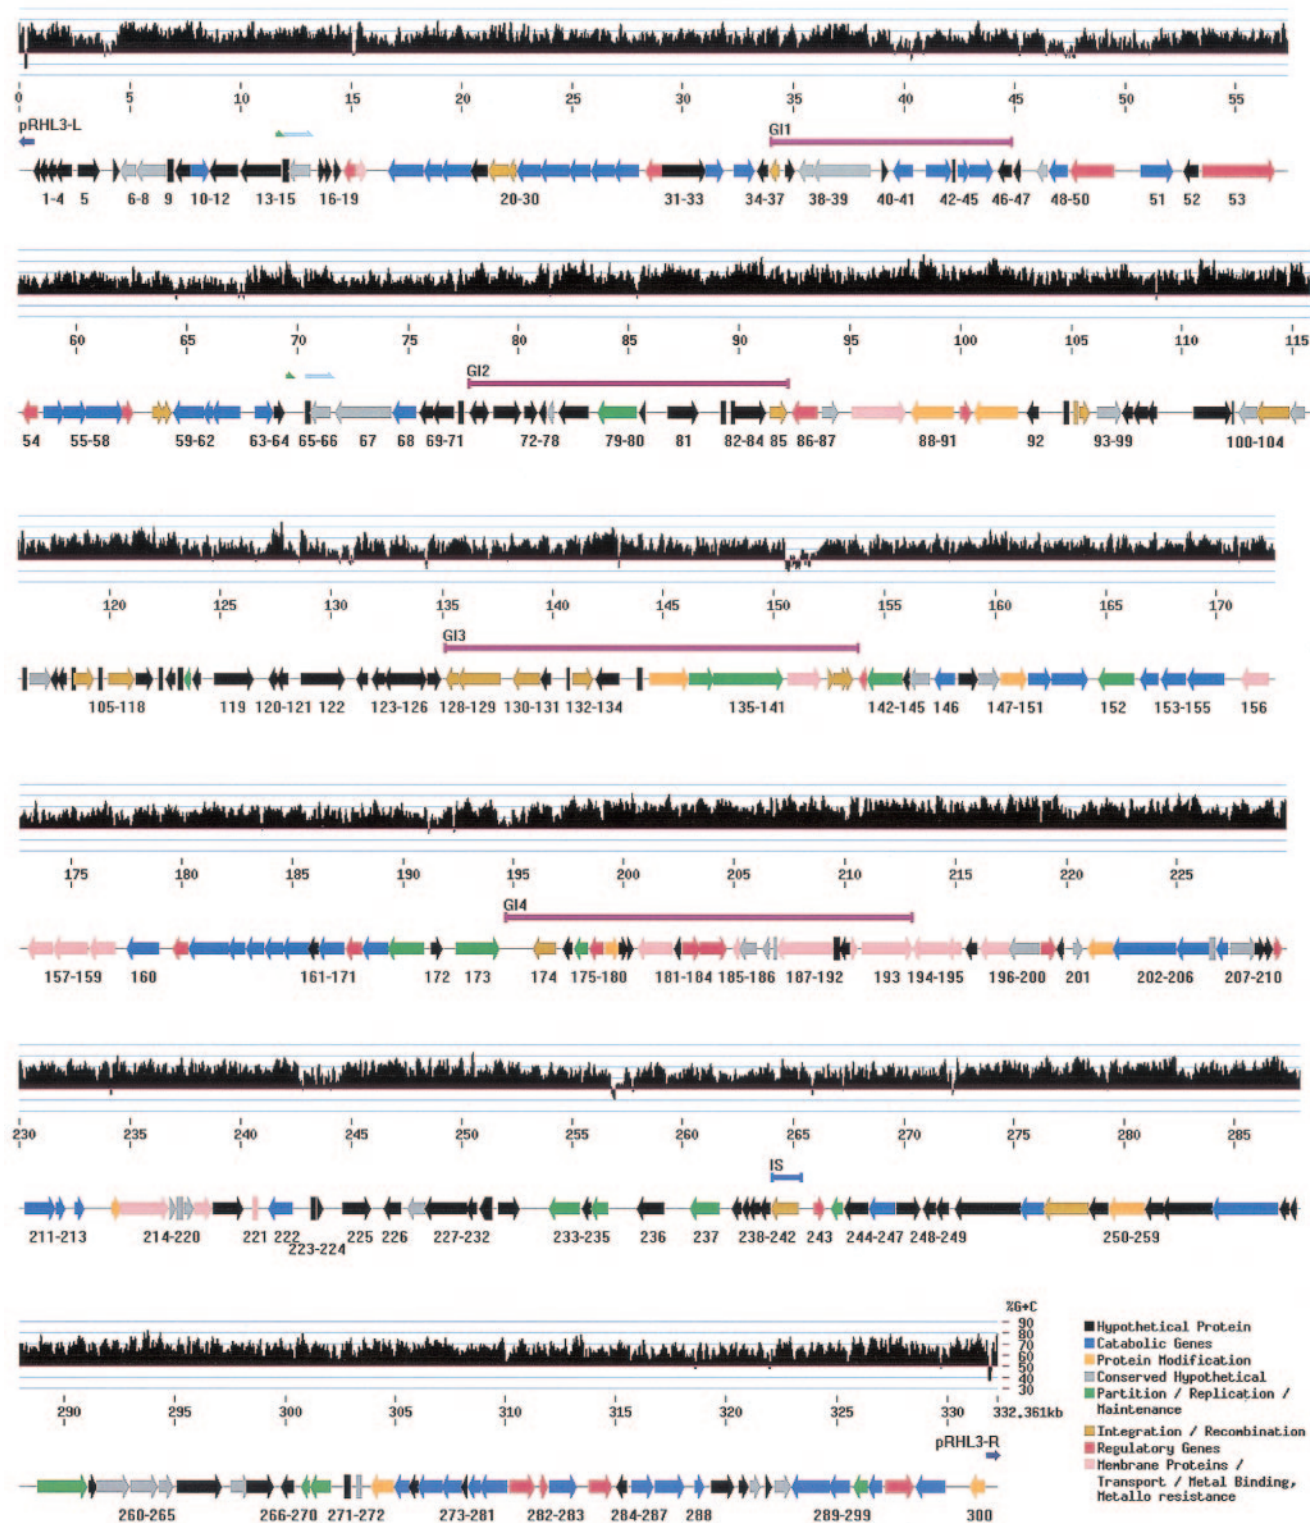 0 5 10 15 20 25 30 35 40 45 50 55
pRHL3-L
GI1
1-4 5 6-8 9 10-12 13-15 16-19 20-30 31-33 34-37 38-39 40-41 42-45 46-47 48-50 51 52 53
60 65 70 75 80 85 90 95 100 105 110 115
GI2
54 55-58 59-62 63-64 65-66 67 68 69-71 72-78 79-80 81 82-84 85 86-87 88-91 92 93-99 100-104
120 125 130 135 140 145 150 155 160 165 170
GI3
105-118 119 120-121 122 123-126 128-129 130-131 132-134 135-141 142-145 146 147-151 152 153-155 156
175 180 185 190 195 200 205 210 215 220 225
GI4
157-159 160 161-171 172 173 174 175-180 181-184 185-186 187-192 193 194-195 196-200 201 202-206 207-210
230 235 240 245 250 255 260 265 270 275 280 285
IS
211-213 214-220 221 222 223-224 225 226 227-232 233-235 236 237 238-242 243 244-247 248-249 250-259
%G+C
90
80
70
60
50
40
30
290 295 300 305 310 315 320 325 330 332.361kb
pRHL3-R
260-265 266-270 271-272 273-281 282-283 284-287 288 289-299 300
Hypothetical Protein
Catabolic Genes
Protein Modification
Conserved Hypothetical
Partition / Replication /
Maintenance
Integration / Recombination
Regulatory Genes
Membrane Proteins /
Transport / Metal Binding,
Metallo resistance